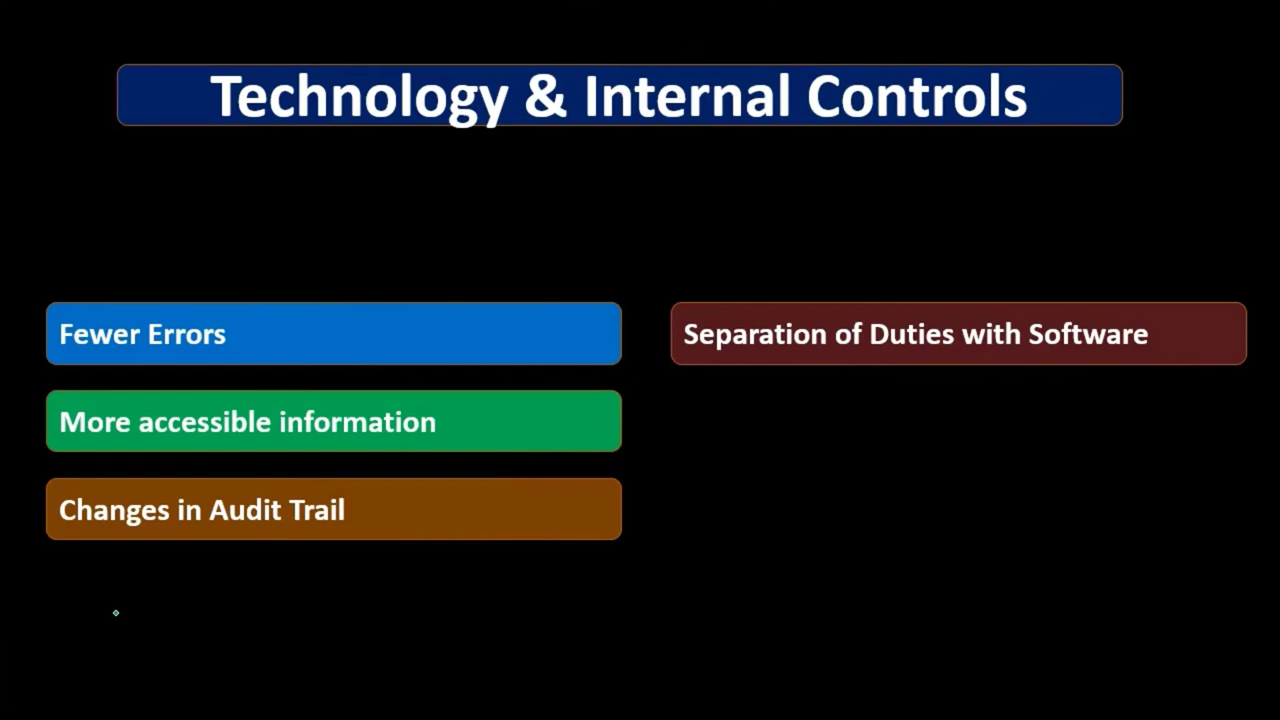 Technology & Internal Controls
Fewer Errors
More accessible information
Changes in Audit Trail
Separation of Duties with Software